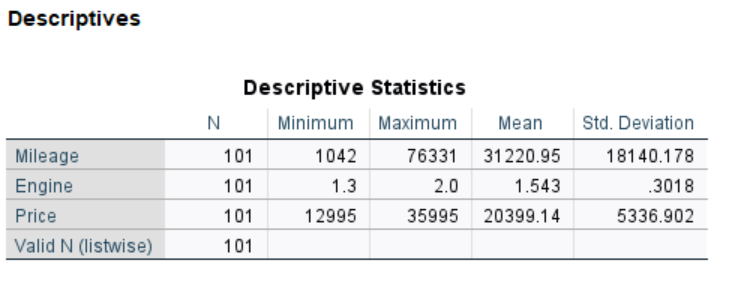 Descriptives
Descriptive Statistics
N Minimum Maximum Mean Std. Deviation
Mileage 101 1042 76331 31220.95 18140.178
Engine 101 1.3 2.0 1.543 .3018
Price 101 12995 35995 20399.14 5336.902
Valid N (listwise) 101